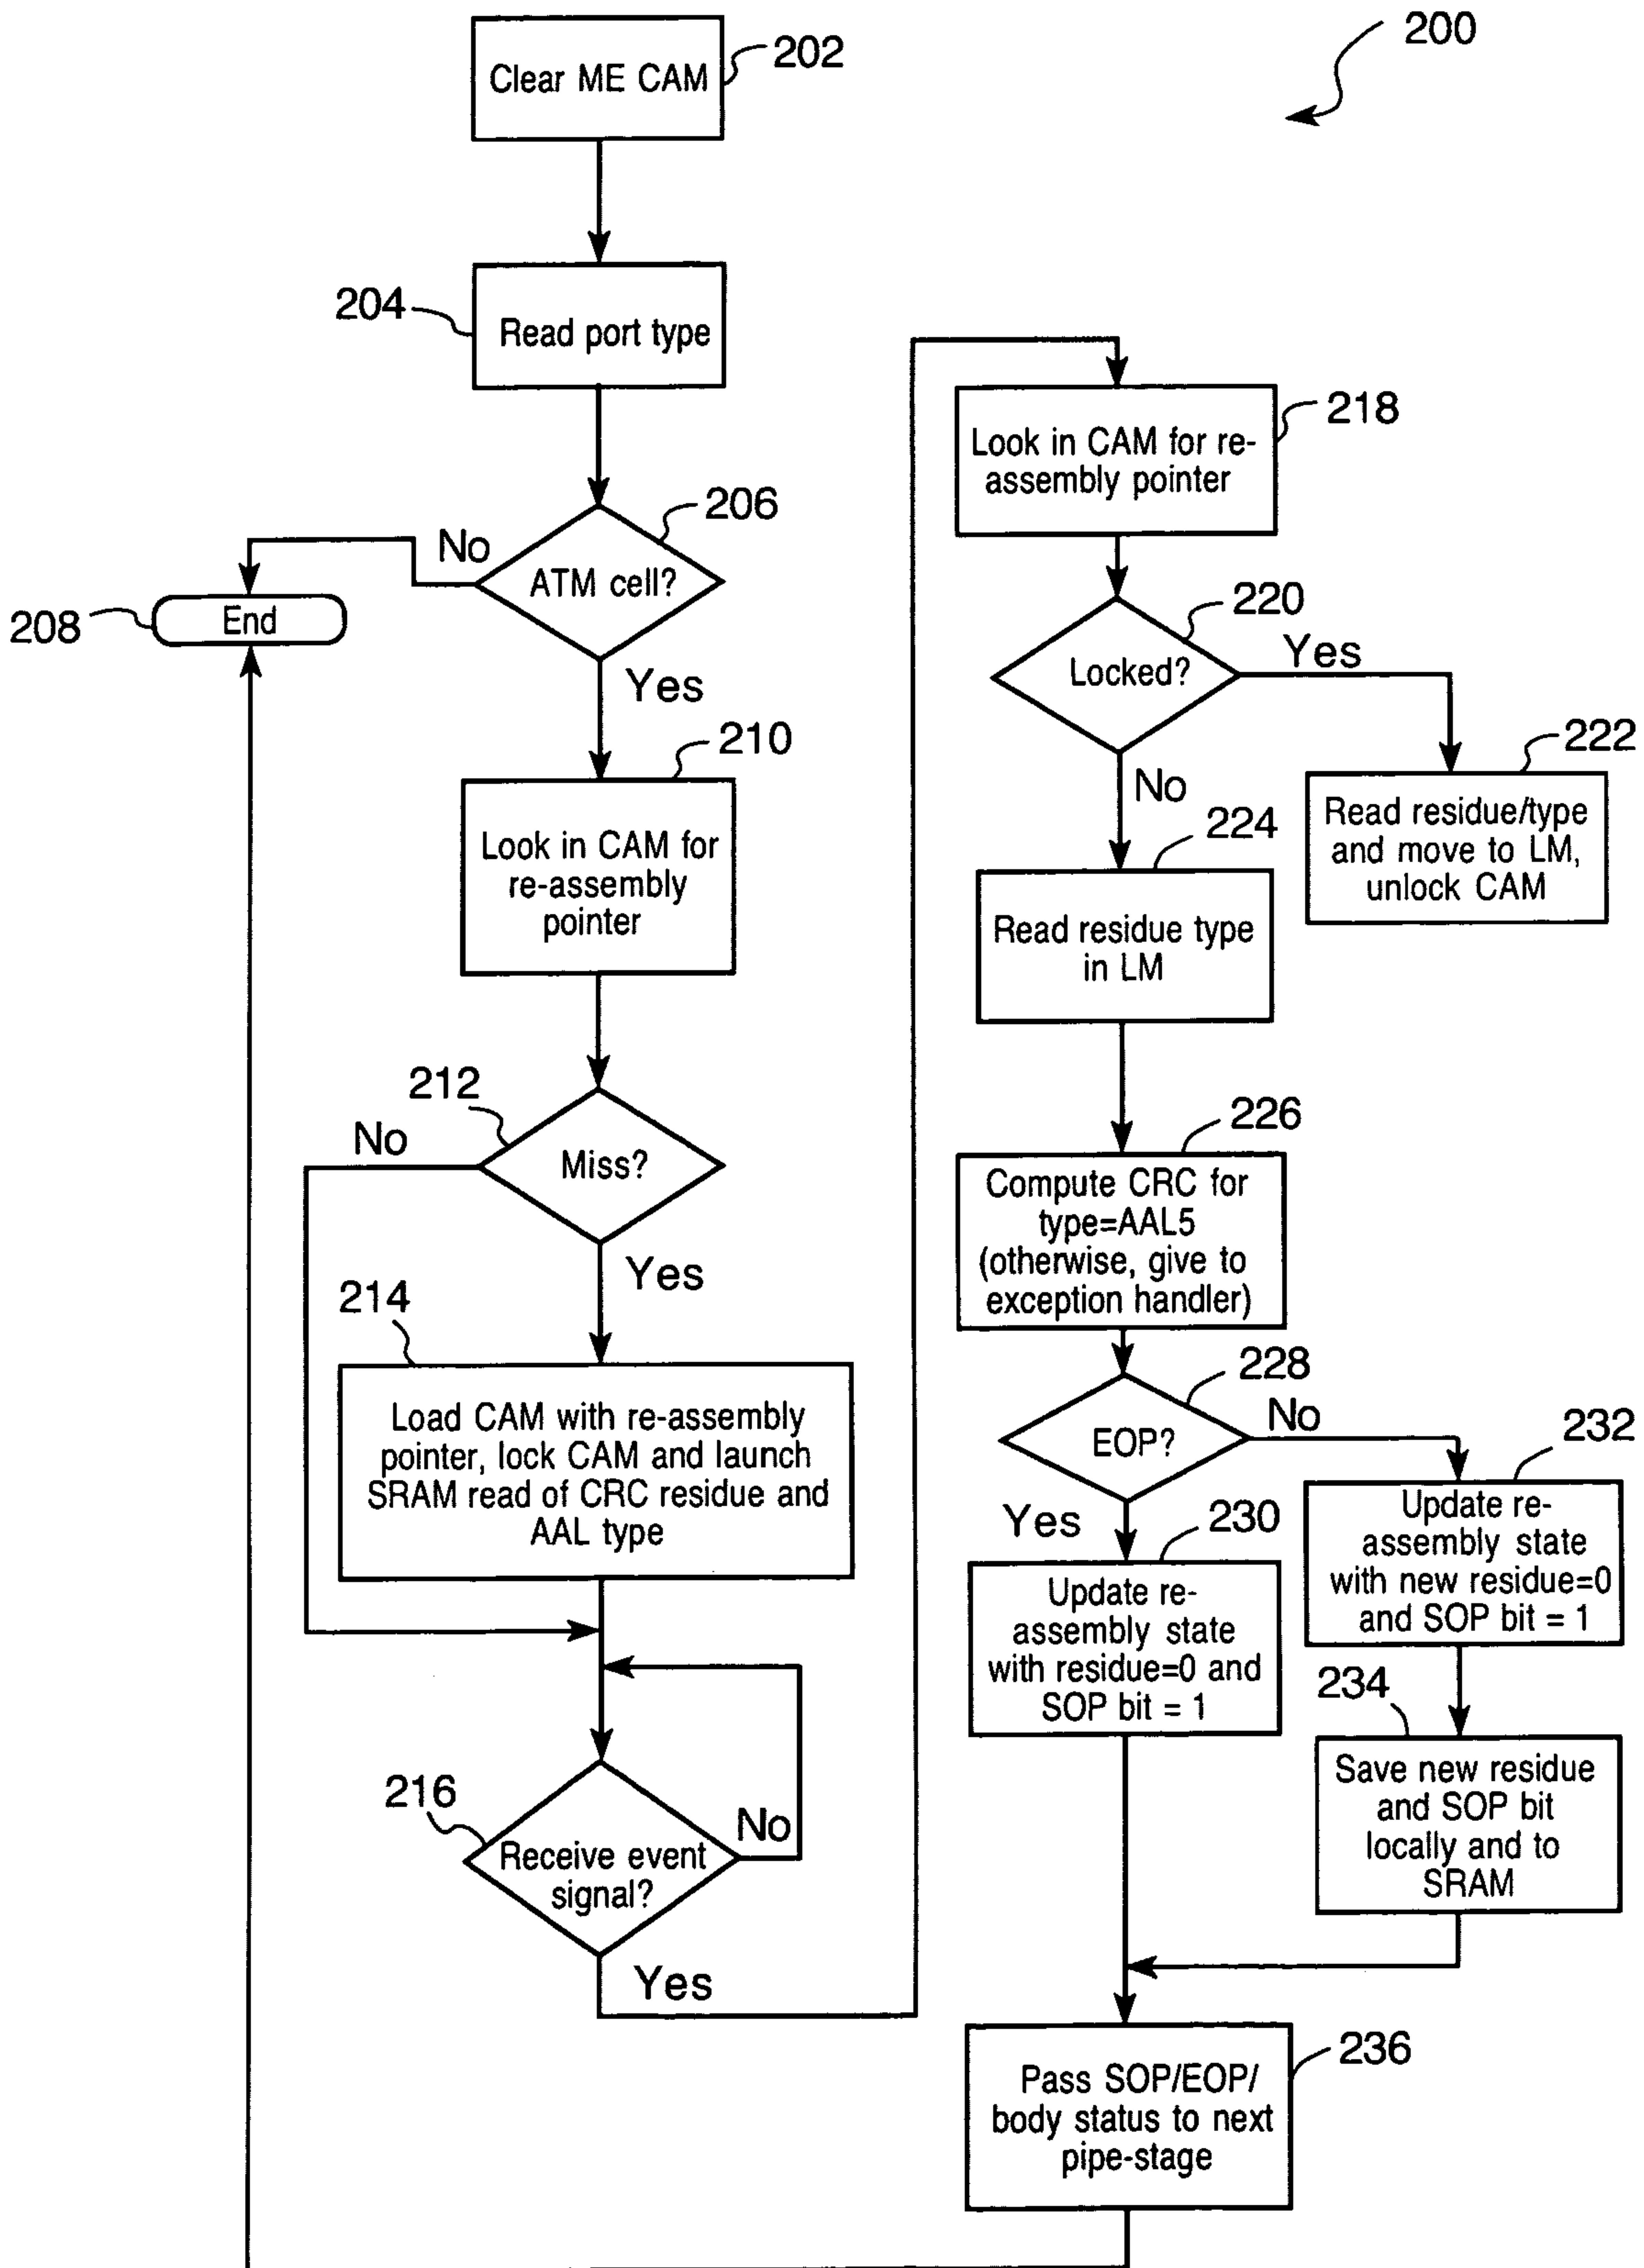 200
Clear ME CAM
202
204
Read port type
206
ATM cell?
No
Yes
208
End
210
Look in CAM for
re-assembly
pointer
212
Miss?
No
Yes
214
Load CAM with re-assembly
pointer, lock CAM and launch
SRAM read of CRC residue and
AAL type
216
Receive event
signal?
No
Yes
218
Look in CAM for re-
assembly pointer
220
Locked?
Yes
No
222
Read residue/type
and move to LM,
unlock CAM
224
Read residue type
in LM
226
Compute CRC for
type=AAL5
(otherwise, give to
exception handler)
228
EOP?
No
Yes
230
Update re-
assembly state
with residue=0 and
SOP bit = 1
232
Update re-
assembly state
with new residue=0
and SOP bit = 1
234
Save new residue
and SOP bit
locally and to
SRAM
236
Pass SOP/EOP/
body status to next
pipe-stage